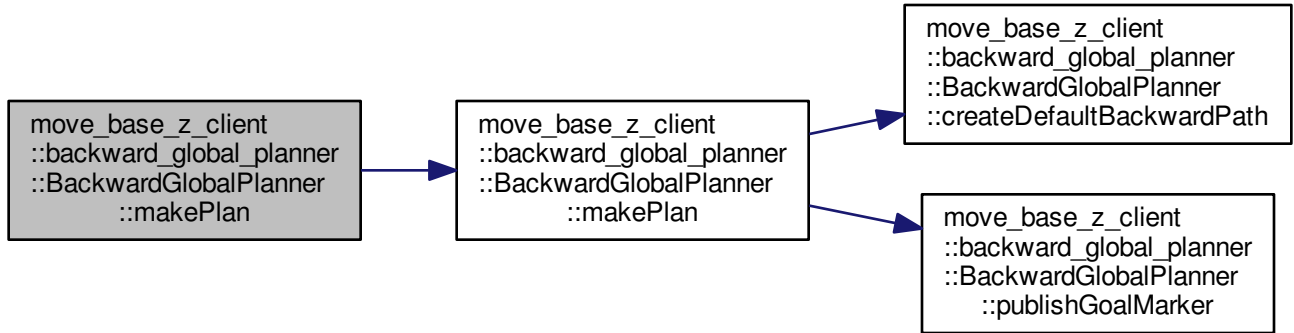 move_base_z_client
::backward_global_planner
::BackwardGlobalPlanner
::makePlan
move_base_z_client
::backward_global_planner
::BackwardGlobalPlanner
::makePlan
move_base_z_client
::backward_global_planner
::BackwardGlobalPlanner
::createDefaultBackwardPath
move_base_z_client
::backward_global_planner
::BackwardGlobalPlanner
::publishGoalMarker